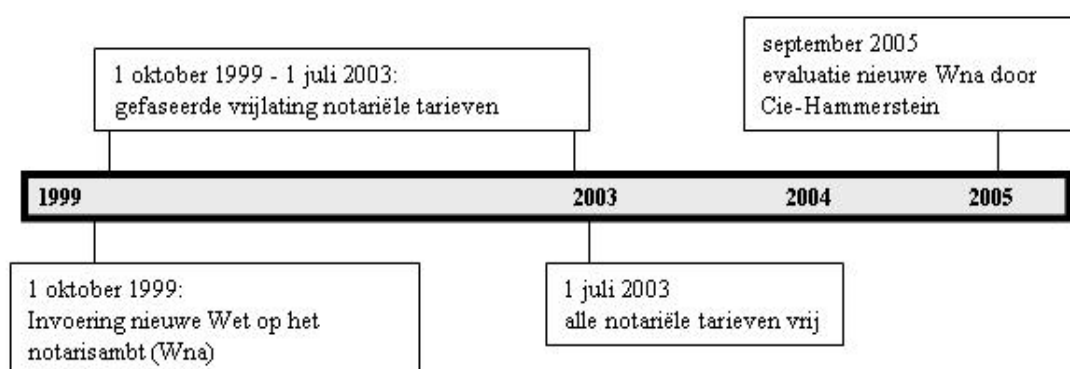 1 oktober 1999 - 1 juli 2003:
gefaseerde vrijlating notariële tarieven
september 2005
evaluatie nieuwe Wna door
Cie-Hammerstein
1999 2003 2004 2005
1 oktober 1999:
Invoering nieuwe Wet op het
notarisambt (Wna)
1 juli 2003
alle notariële tarieven vrij